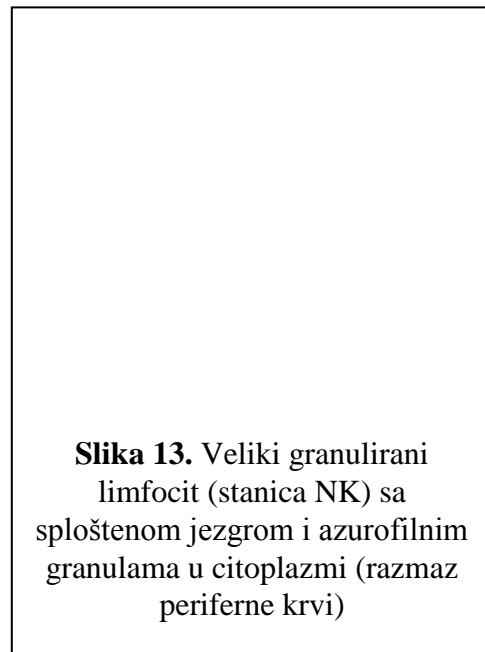 Slika 13. Veliki granulirani
limfocit (stanica NK) sa
sploštenom jezgrom i azurofilnim
granulama u citoplazmi (razmaz
periferne krvi)